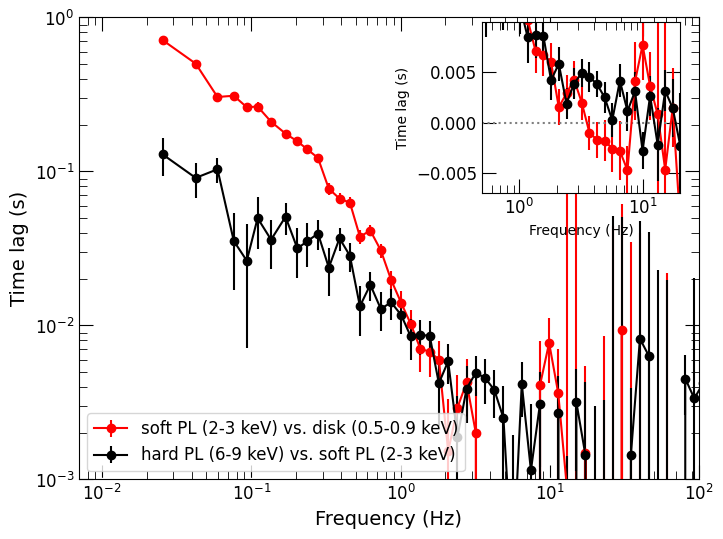 10⁰
10⁻¹
10⁻²
10⁻³
Time lag (s)
10⁻²
10⁻¹
10⁰
10¹
10²
Frequency (Hz)
soft PL (2-3 keV) vs. disk (0.5-0.9 keV)
hard PL (6-9 keV) vs. soft PL (2-3 keV)
0.005
0.000
−0.005
Time lag (s)
10⁰
10¹
Frequency (Hz)